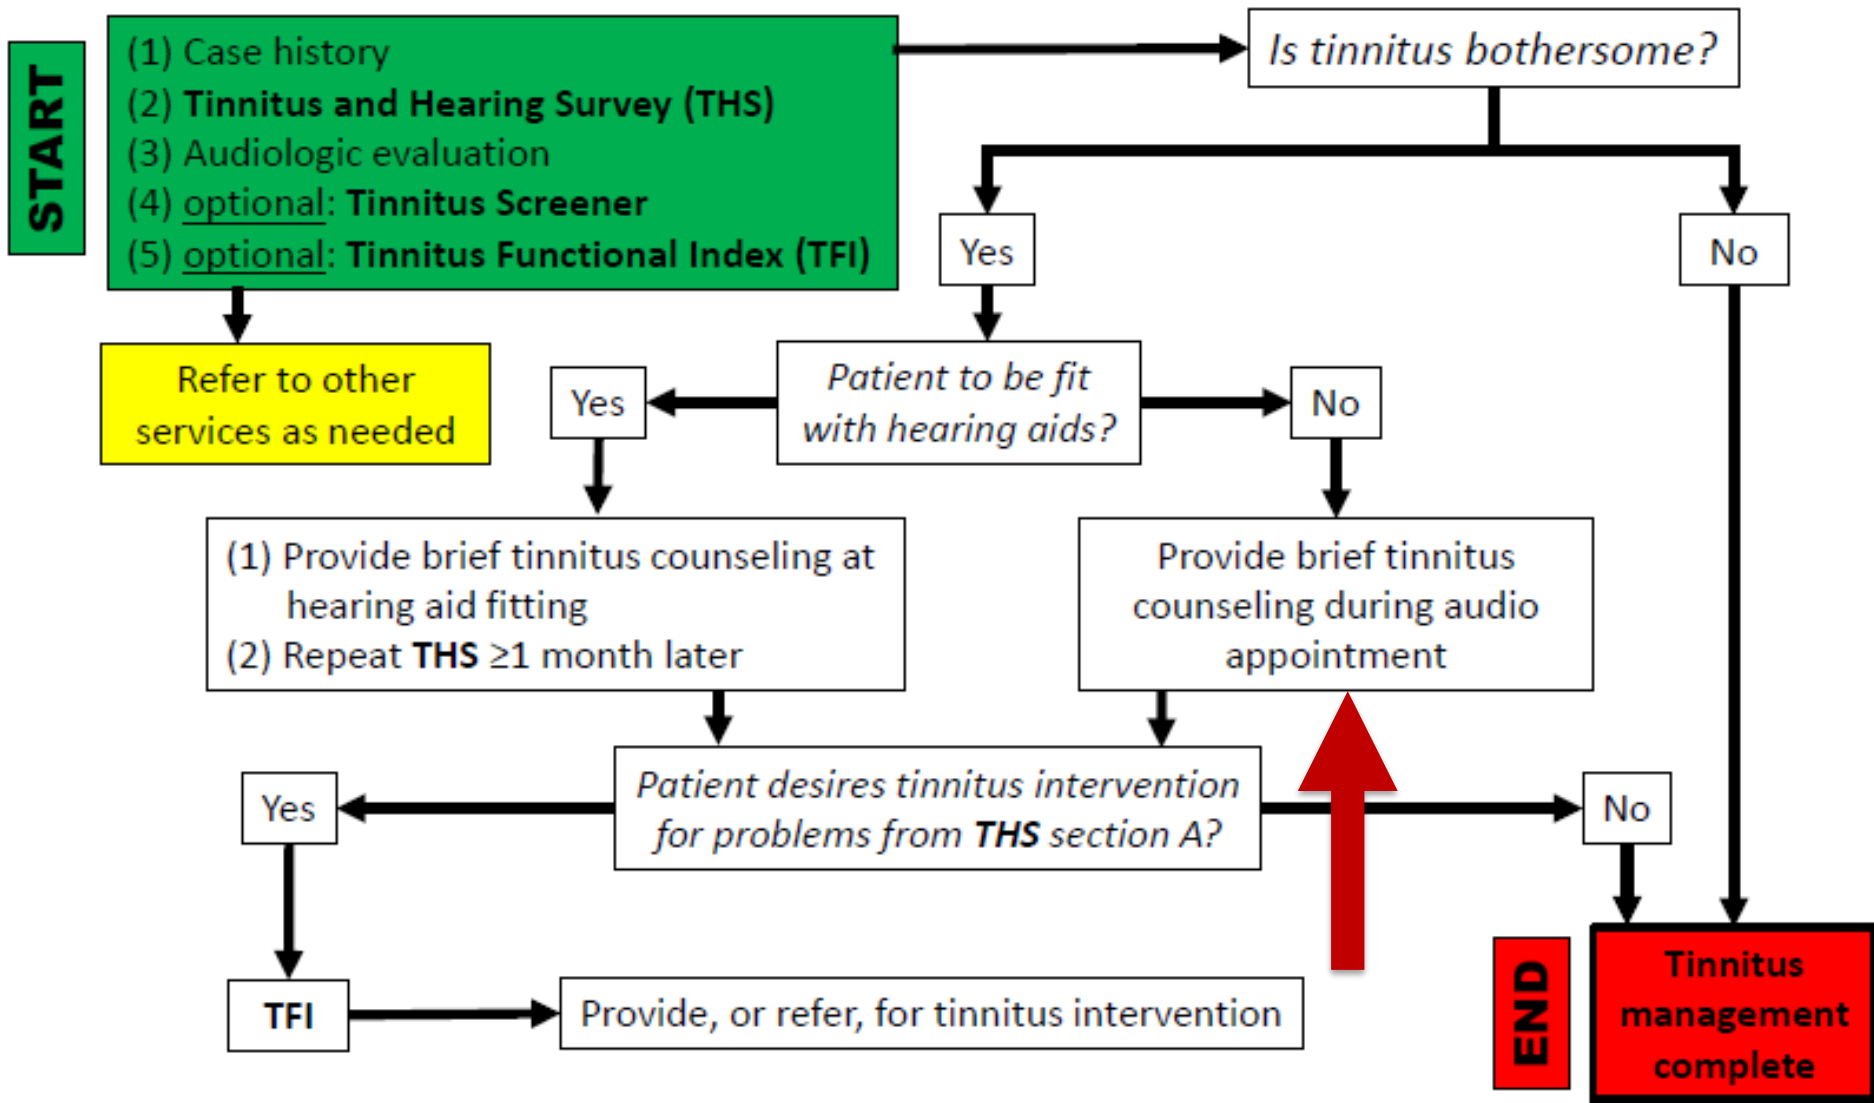 START
(1) Case history
(2) Tinnitus and Hearing Survey (THS)
(3) Audiologic evaluation
(4) optional: Tinnitus Screener
(5) optional: Tinnitus Functional Index (TFI)
Is tinnitus bothersome?
Yes
No
Refer to other
services as needed
Yes
Patient to be fit
with hearing aids?
No
(1) Provide brief tinnitus counseling at
hearing aid fitting
(2) Repeat THS ≥1 month later
Provide brief tinnitus
counseling during audio
appointment
Yes
Patient desires tinnitus intervention
for problems from THS section A?
No
TFI
Provide, or refer, for tinnitus intervention
END
Tinnitus
management
complete